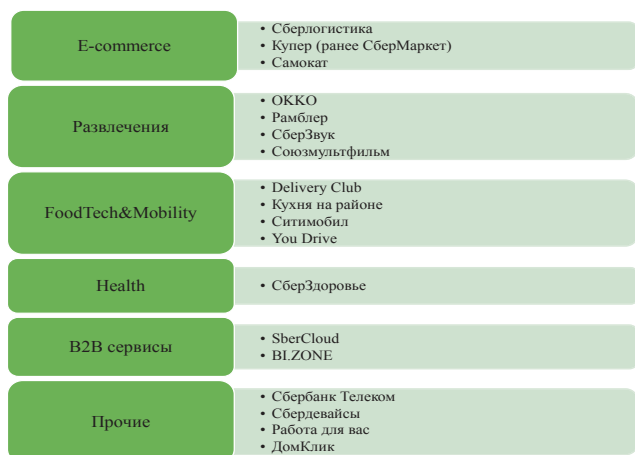 E-commerce
• Сберлогистика
• Купер (ранее СберМаркет)
• Самокат
Развлечения
• ОККО
• Рамблер
• СберЗвук
• Союзмультфильм
FoodTech&Mobility
• Delivery Club
• Кухня на районе
• Ситимобил
• You Drive
Health
• СберЗдоровье
B2B сервисы
• SberCloud
• BI.ZONE
Прочие
• Сбербанк Телеком
• Сбердевайсы
• Работа для вас
• ДомКлик